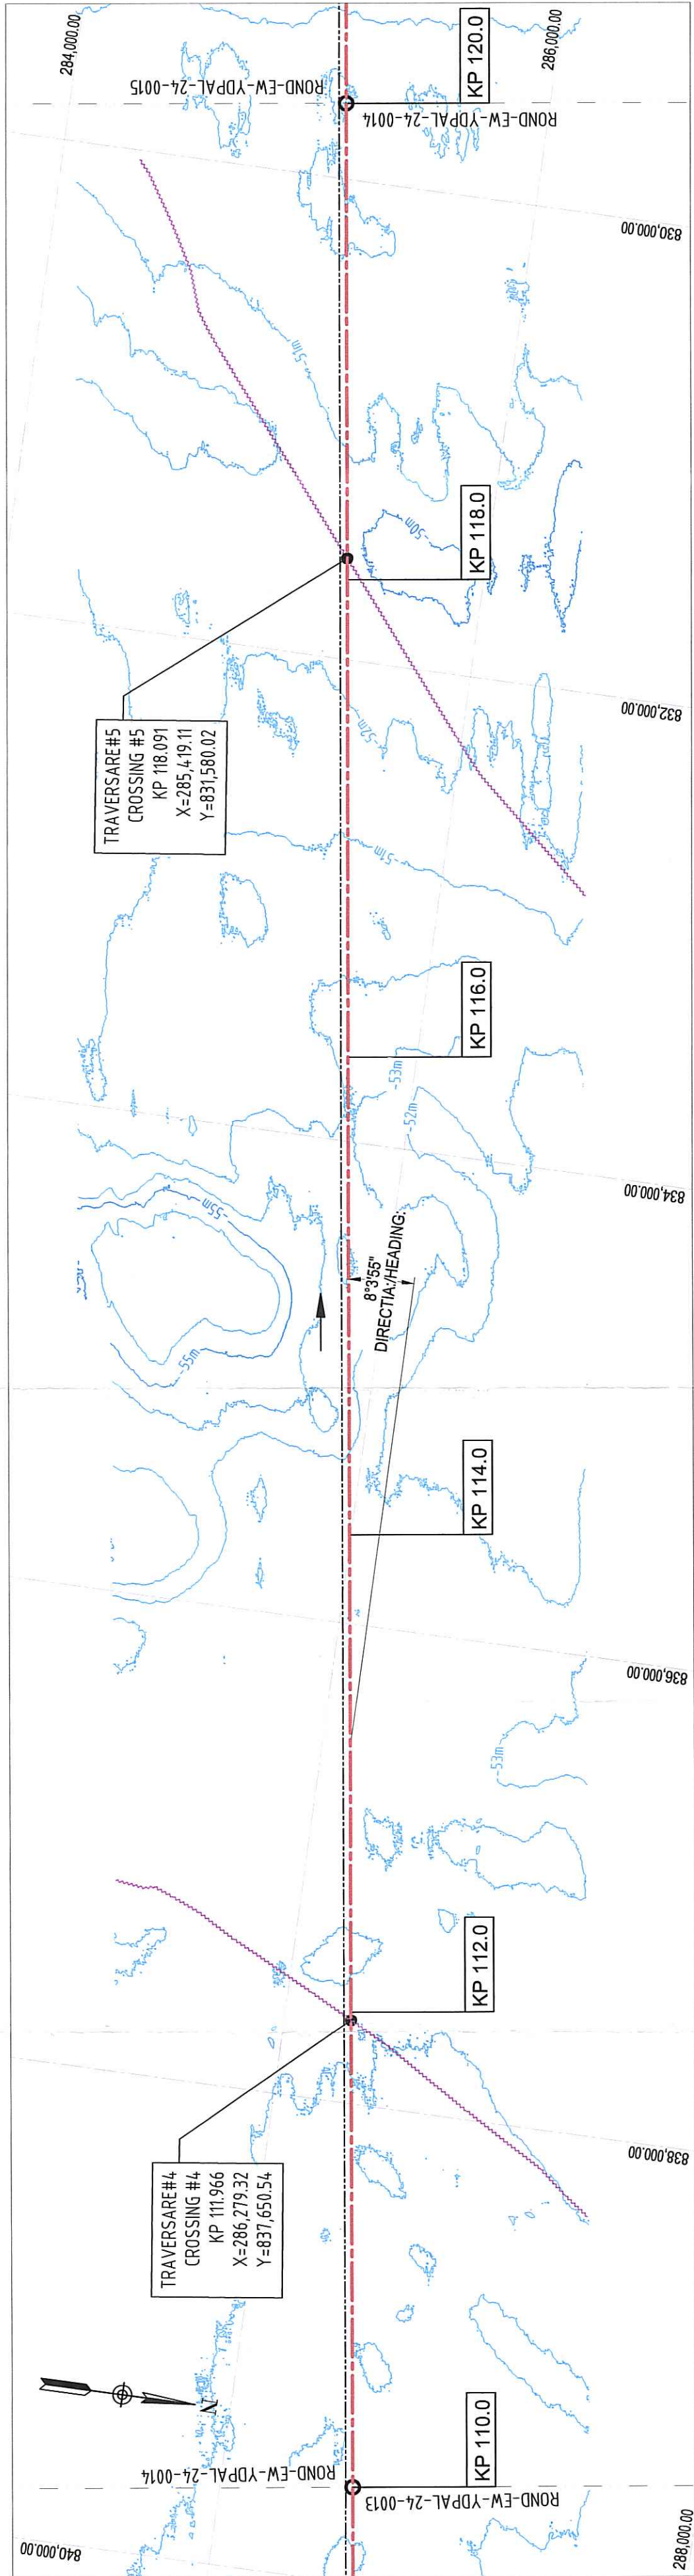 284,000.00
ROND-EW-YDPAL-24-0015
KP 120.0
ROND-EW-YDPAL-24-0014
286,000.00
830,000.00
-51m
-50m
KP 118.0
TRAVERSARE#5
CROSSING #5
KP 118.091
X=285,419.11
Y=831,580.02
-52m
832,000.00
-51m
KP 116.0
-53m
-52m
834,000.00
-55m
8°3'55"
DIRECTIA:/HEADING:
-55m
KP 114.0
836,000.00
-53m
KP 112.0
TRAVERSARE#4
CROSSING #4
KP 111.966
X=286,279.32
Y=837,650.54
838,000.00
N
ROND-EW-YDPAL-24-0014
KP 110.0
ROND-EW-YDPAL-24-0013
840,000.00
288,000.00